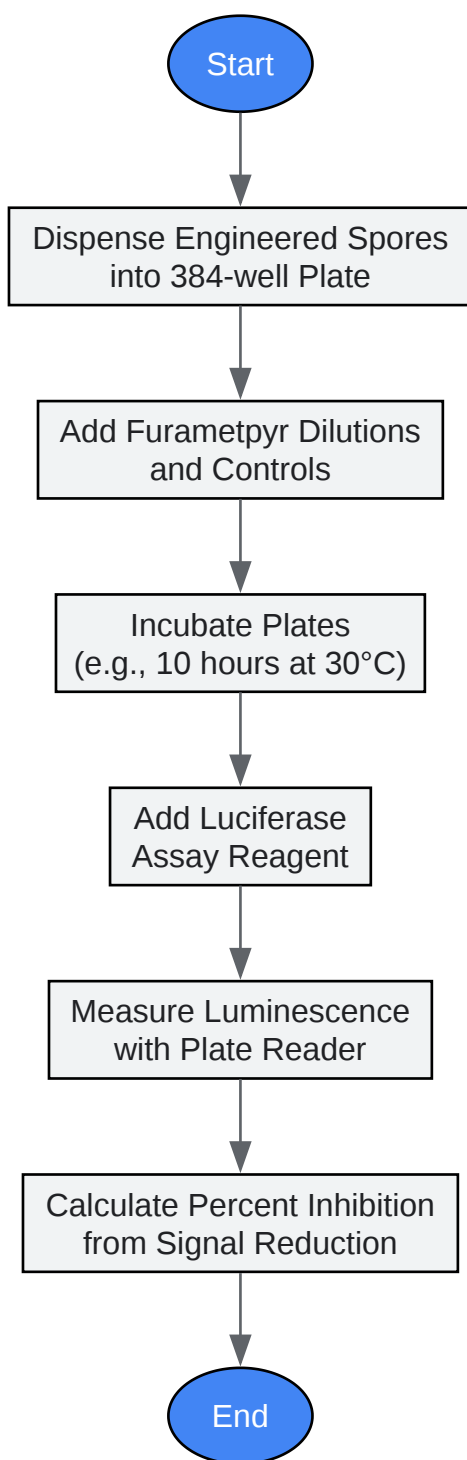 Start
Dispense Engineered Spores
into 384-well Plate
Add Furametpyr Dilutions
and Controls
Incubate Plates
(e.g., 10 hours at 30°C)
Add Luciferase
Assay Reagent
Measure Luminescence
with Plate Reader
Calculate Percent Inhibition
from Signal Reduction
End